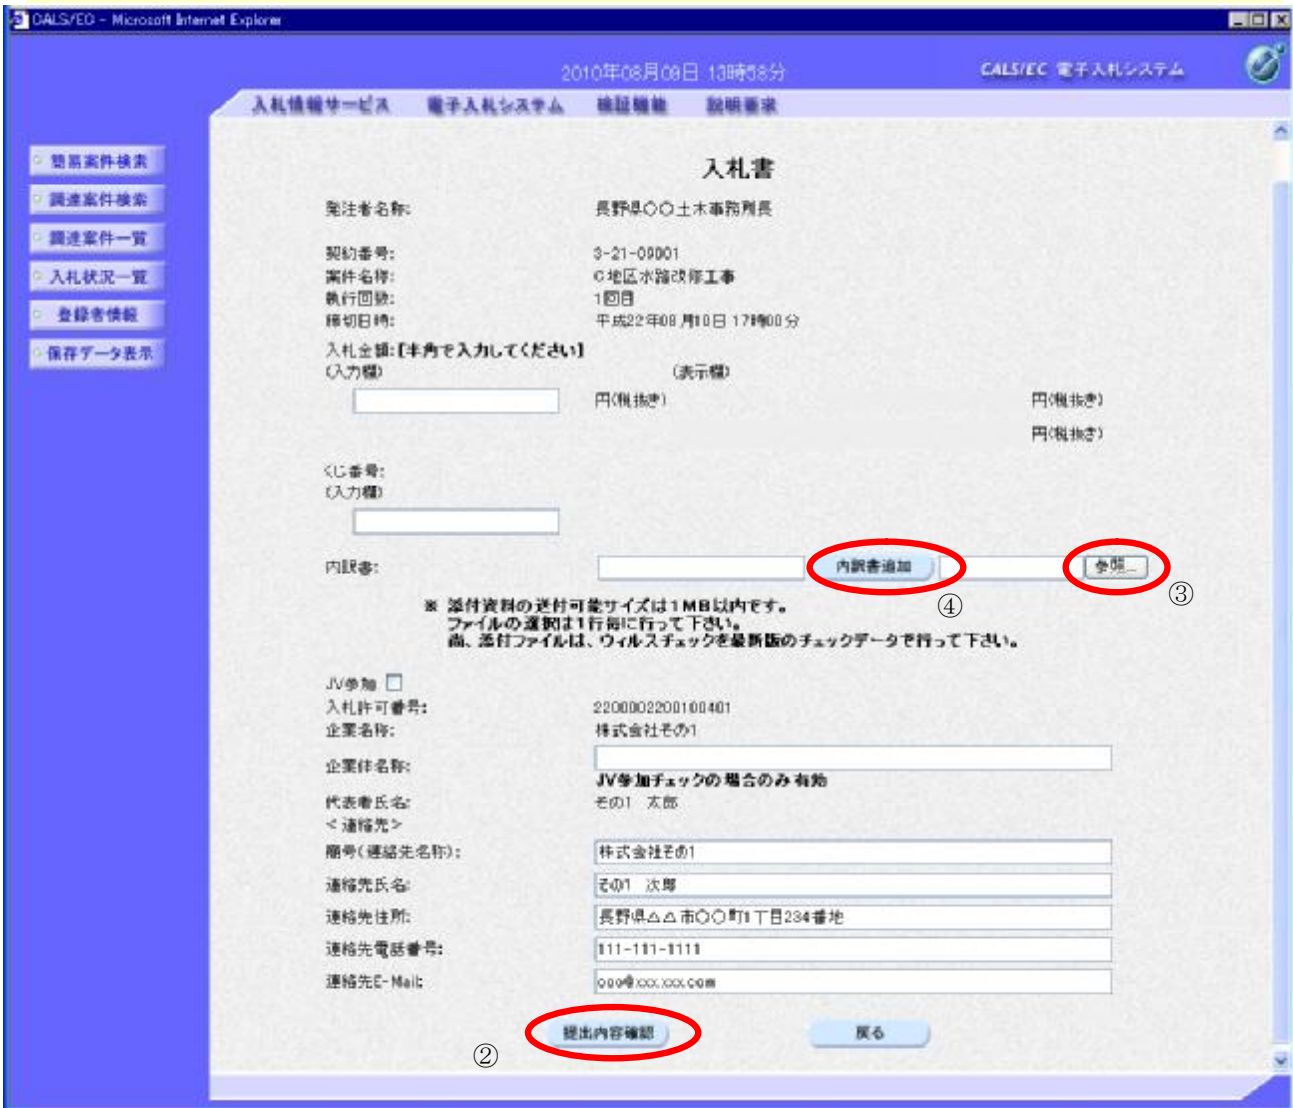 CALS/EC - Microsoft Internet Explorer
2010年08月09日 13時58分
CALS/EC 電子入札システム
入札情報サービス 電子入札システム 検証機能 説明要求
簡易案件検索
調達案件検索
調達案件一覧
入札状況一覧
登録者情報
保存データ表示
入札書
発注者名称: 長野県〇〇土木事務所長
契約番号: 3-21-09001
案件名称: C地区水路改修工事
執行回数: 1回目
締切日時: 平成22年08月10日 17時00分
入札金額:【半角で入力してください】
(入力欄) (表示欄)
円(税抜き) 円(税抜き)
円(税抜き)
くじ番号:
(入力欄)
内訳書: 内訳書追加 参照...
④ ③
※ 添付資料の送付可能サイズは1MB以内です。
ファイルの選択は1行毎に行って下さい。
尚、添付ファイルは、ウィルスチェックを最新版のチェックデータで行って下さい。
JV参加
入札許可番号: 2200002200100401
企業名称: 株式会社その1
企業体名称:
JV参加チェックの場合のみ有効
代表者氏名: その1 太郎
<連絡先>
商号(連絡先名称): 株式会社その1
連絡先氏名: その1 次郎
連絡先住所: 長野県△△市〇〇町1丁目234番地
連絡先電話番号: 111-111-1111
連絡先E-Mail: ooo@xxx.xxx.com
提出内容確認 戻る
②